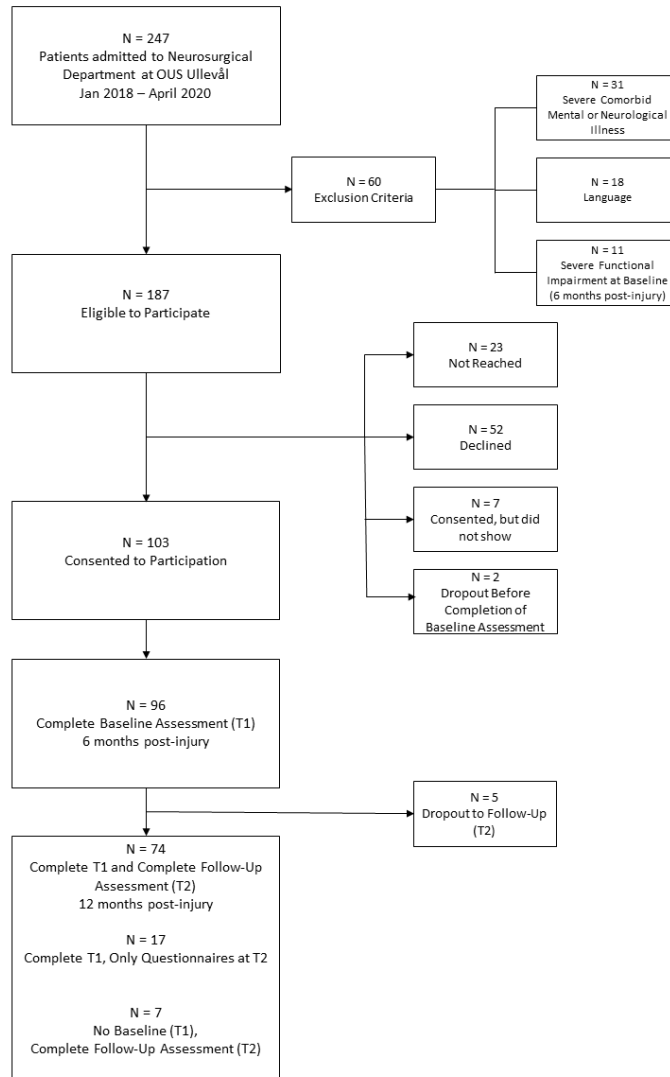 N = 247
Patients admitted to Neurosurgical
Department at OUS Ullevål
Jan 2018 – April 2020
N = 60
Exclusion Criteria
N = 31
Severe Comorbid
Mental or Neurological
Illness
N = 18
Language
N = 11
Severe Functional
Impairment at Baseline
(6 months post-injury)
N = 187
Eligible to Participate
N = 23
Not Reached
N = 52
Declined
N = 7
Consented, but did
not show
N = 2
Dropout Before
Completion of
Baseline Assessment
N = 103
Consented to Participation
N = 96
Complete Baseline Assessment (T1)
6 months post-injury
N = 5
Dropout to Follow-Up
(T2)
N = 74
Complete T1 and Complete Follow-Up
Assessment (T2)
12 months post-injury
N = 17
Complete T1, Only Questionnaires at T2
N = 7
No Baseline (T1),
Complete Follow-Up Assessment (T2)